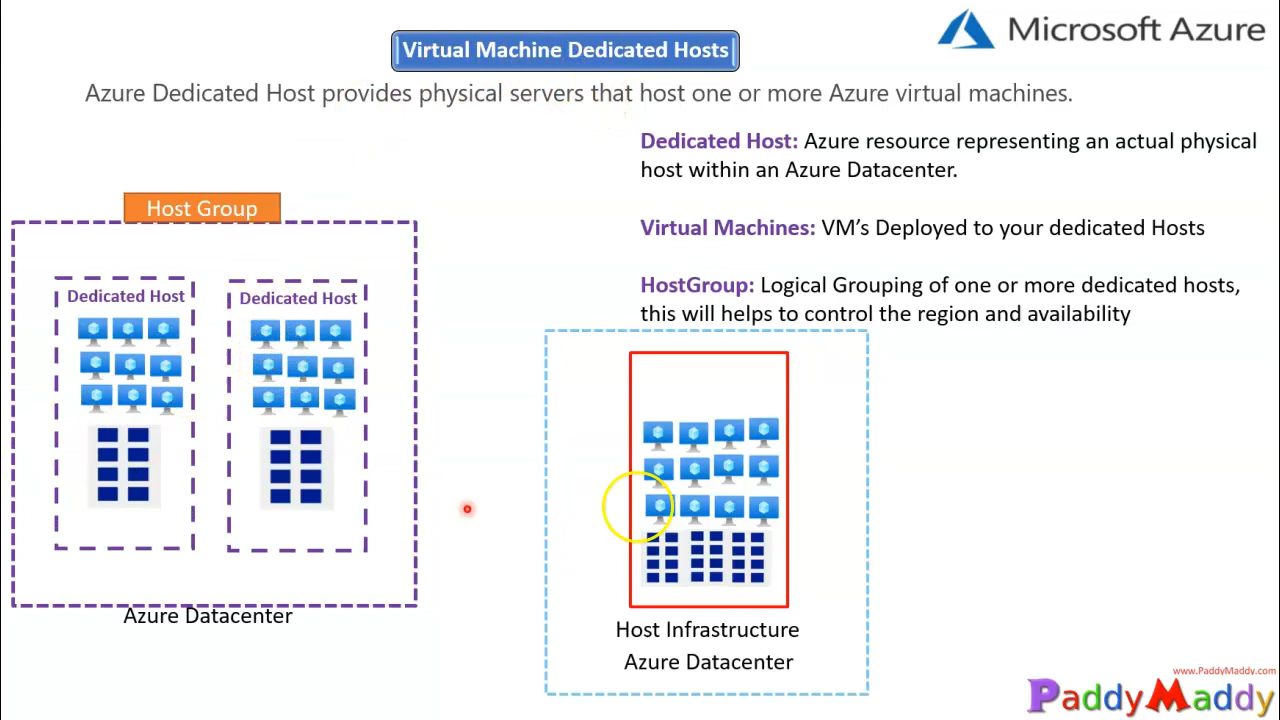 Virtual Machine Dedicated Hosts
Microsoft Azure
Azure Dedicated Host provides physical servers that host one or more Azure virtual machines.
Dedicated Host: Azure resource representing an actual physical
host within an Azure Datacenter.
Virtual Machines: VM's Deployed to your dedicated Hosts
HostGroup: Logical Grouping of one or more dedicated hosts,
this will helps to control the region and availability
Host Group
Dedicated Host
Dedicated Host
Azure Datacenter
Host Infrastructure
Azure Datacenter
www.PaddyMaddy.com
PaddyMaddy